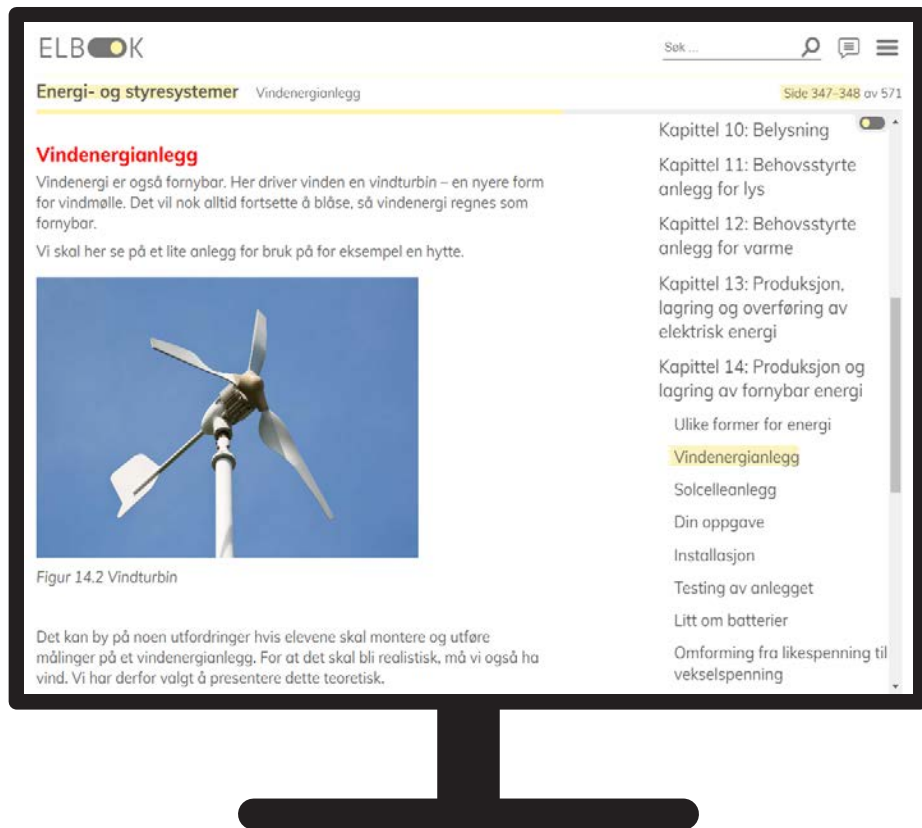 ELBOOK
Søk ...
Energi- og styresystemer Vindenergianlegg
Side 347–348 av 571
Vindenergianlegg
Vindenergi er også fornybar. Her driver vinden en vindturbin – en nyere form
for vindmølle. Det vil nok alltid fortsette å blåse, så vindenergi regnes som
fornybar.
Vi skal her se på et lite anlegg for bruk på for eksempel en hytte.
Figur 14.2 Vindturbin
Det kan by på noen utfordringer hvis elevene skal montere og utføre
målinger på et vindenergianlegg. For at det skal bli realistisk, må vi også ha
vind. Vi har derfor valgt å presentere dette teoretisk.
Kapittel 10: Belysning
Kapittel 11: Behovsstyrte
anlegg for lys
Kapittel 12: Behovsstyrte
anlegg for varme
Kapittel 13: Produksjon,
lagring og overføring av
elektrisk energi
Kapittel 14: Produksjon og
lagring av fornybar energi
Ulike former for energi
Vindenergianlegg
Solcelleanlegg
Din oppgave
Installasjon
Testing av anlegget
Litt om batterier
Omforming fra likespenning til
vekselspenning